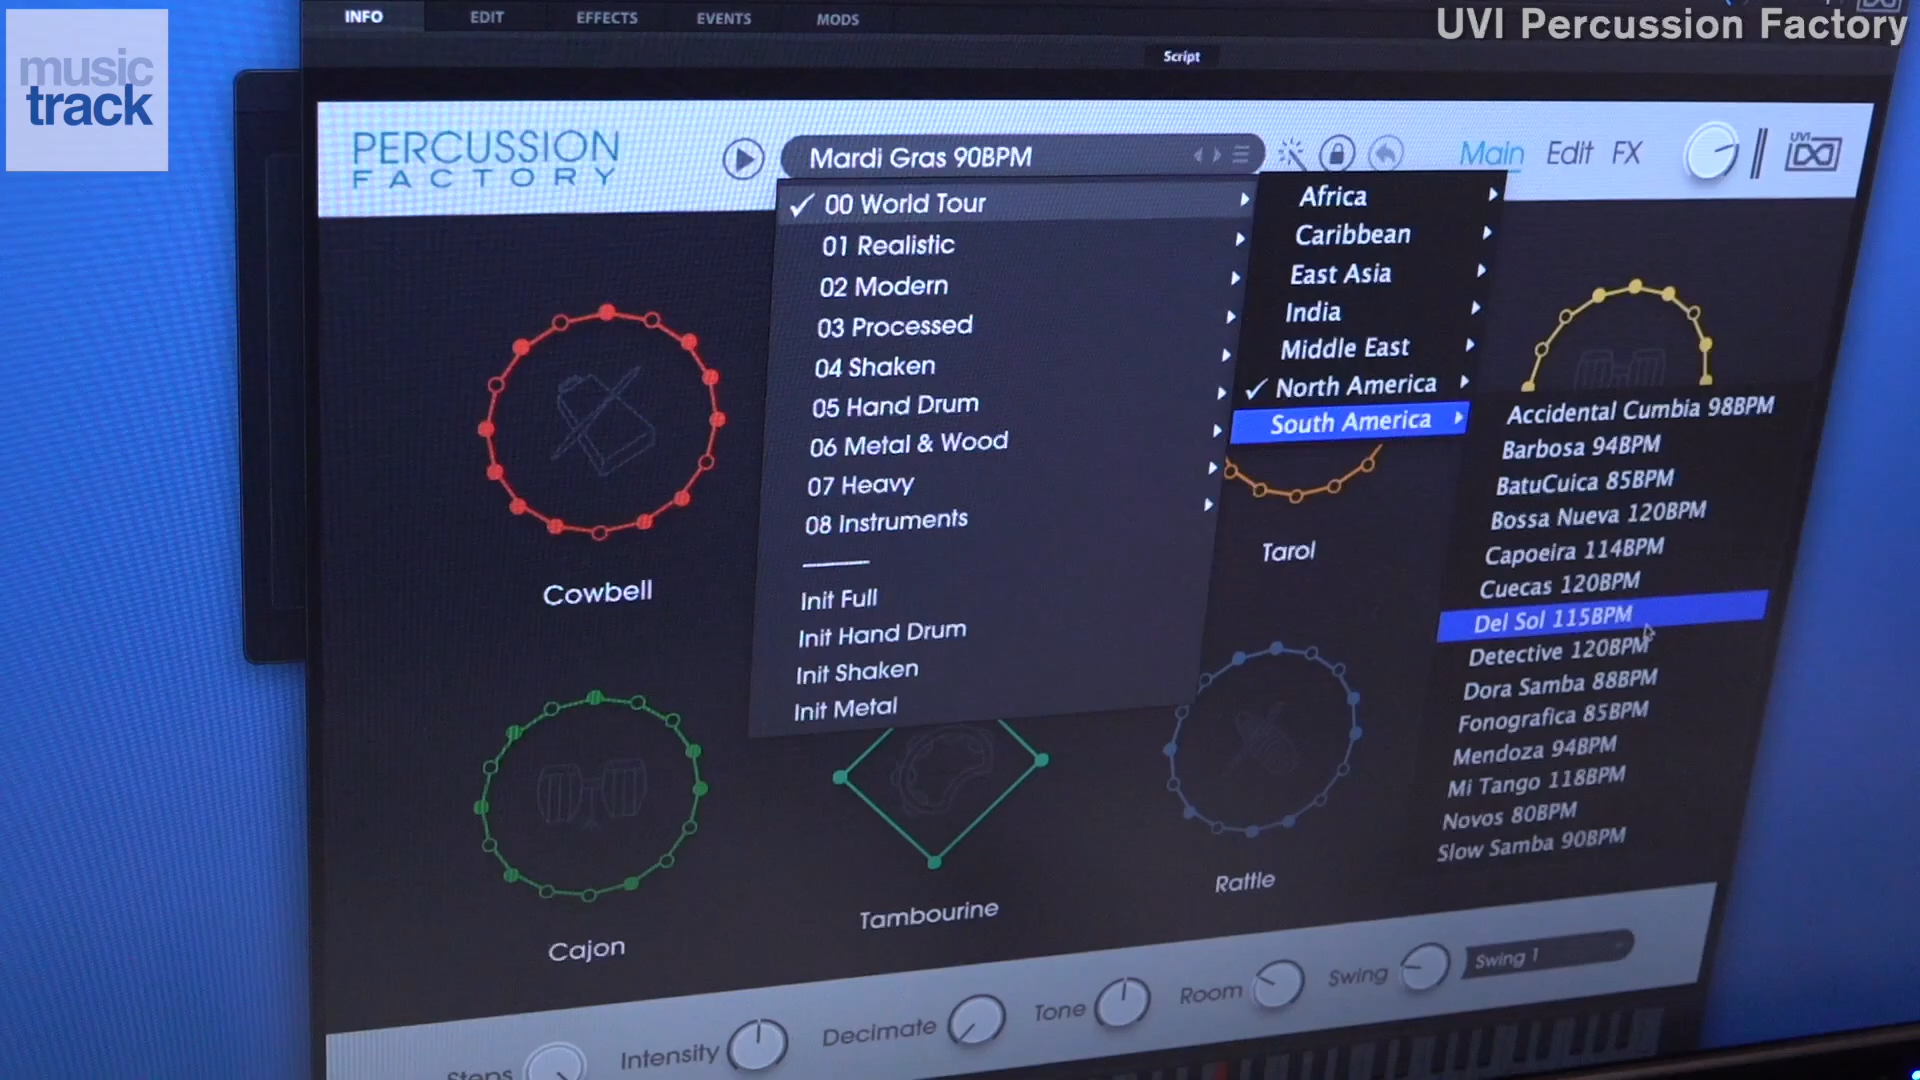 INFO
EDIT
EFFECTS
EVENTS
MODS
UVI Percussion Factory
Script
music
track
PERCUSSION
FACTORY
Mardi Gras 90BPM
Main
Edit
FX
UVI
00 World Tour
01 Realistic
02 Modern
03 Processed
04 Shaken
05 Hand Drum
06 Metal & Wood
07 Heavy
08 Instruments
Init Full
Init Hand Drum
Init Shaken
Init Metal
Africa
Caribbean
East Asia
India
Middle East
North America
South America
Accidental Cumbia 98BPM
Barbosa 94BPM
BatuCuica 85BPM
Bossa Nueva 120BPM
Capoeira 114BPM
Cuecas 120BPM
Del Sol 115BPM
Detective 120BPM
Dora Samba 88BPM
Fonografica 85BPM
Mendoza 94BPM
Mi Tango 118BPM
Novos 80BPM
Slow Samba 90BPM
Cowbell
Tarol
Cajon
Tambourine
Rattle
Steps
Intensity
Decimate
Tone
Room
Swing
Swing 1